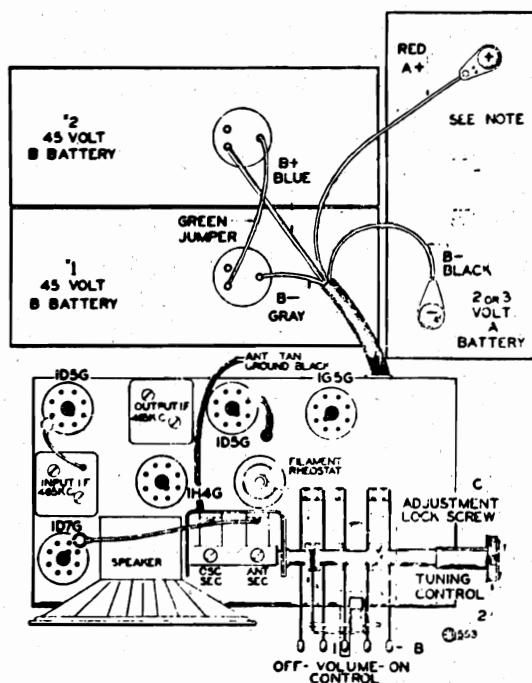 RED
A+
SEE NOTE
#2
45 VOLT
B BATTERY
B+
BLUE
GREEN
JUMPER
#1
45 VOLT
B BATTERY
B-
GRAY
B-
BLACK
2 OR 3
VOLT
A
BATTERY
ANT TAN
GROUND BLACK
1D5G
OUTPUT IF
465KC
1D5G
1G5G
INPUT IF
465KC
1H4G
FILAMENT
RHEOSTAT
1D7G
SPEAKER
OSC
SEC
ANT
SEC
C
ADJUSTMENT
LOCK SCREW
TUNING
CONTROL
2
553
B
OFF-VOLUME-ON
CONTROL